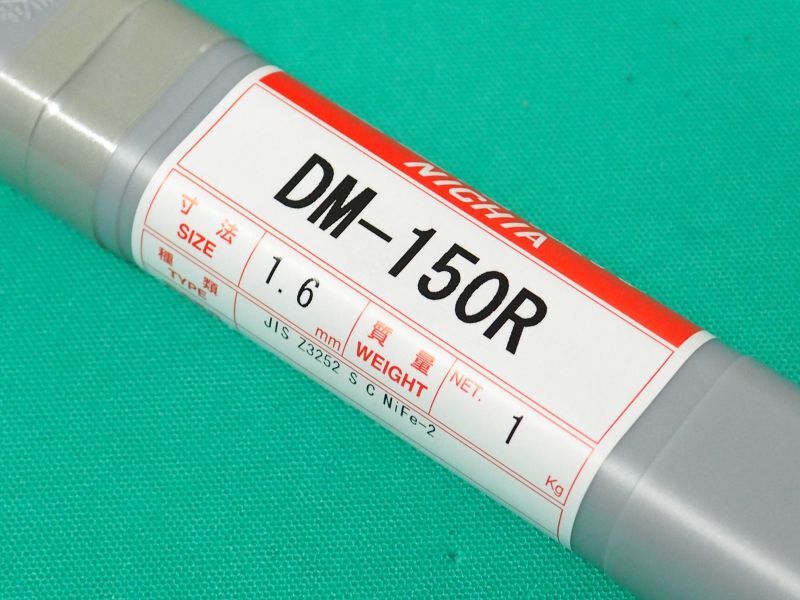 NICHIA
DM-150R
寸法 SIZE 1.6 mm 質量 WEIGHT NET. 1 Kg
種類 TYPE JIS Z3252 S C NiFe-2